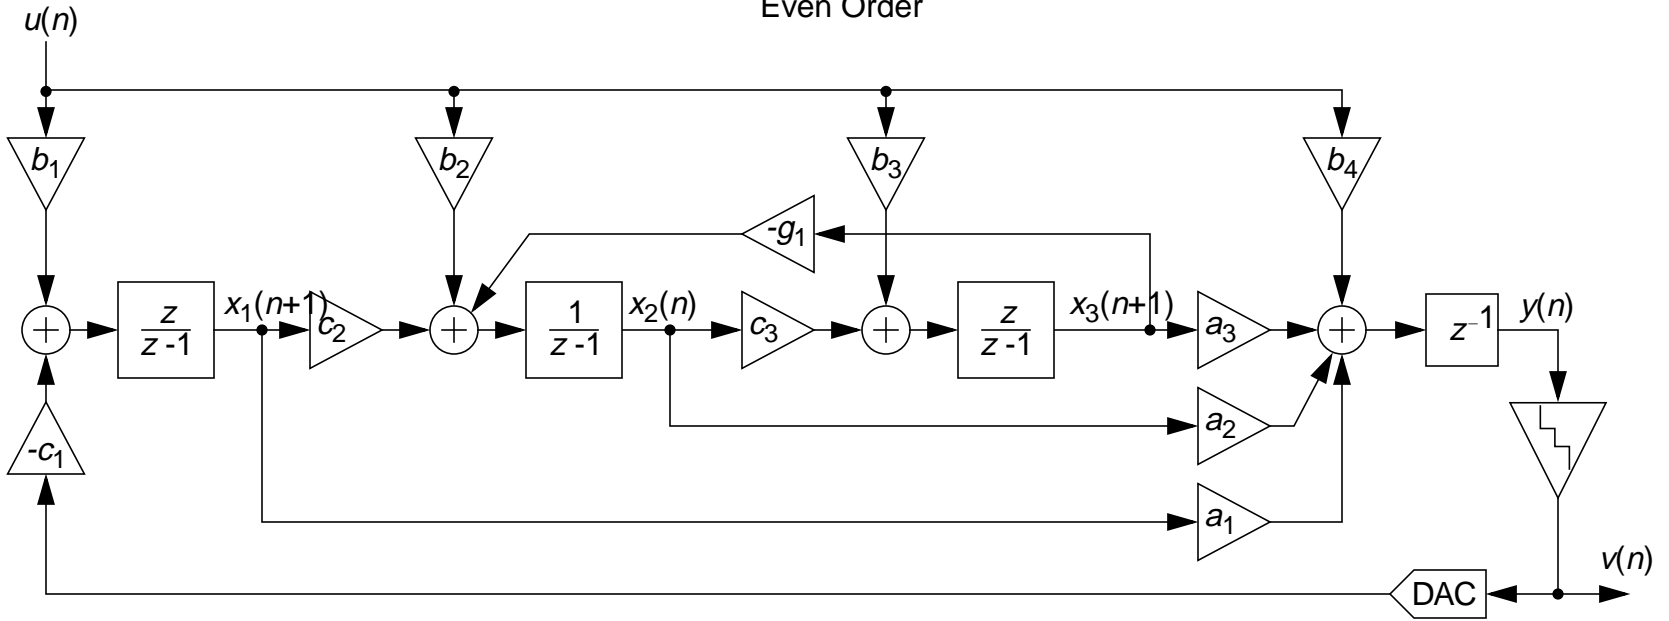 Even Order
u(n)
b1
b2
b3
b4
-g1
z
z -1
x1(n+1)
c2
1
z -1
x2(n)
c3
z
z -1
x3(n+1)
a3
z−1
y(n)
a2
-c1
a1
v(n)
DAC